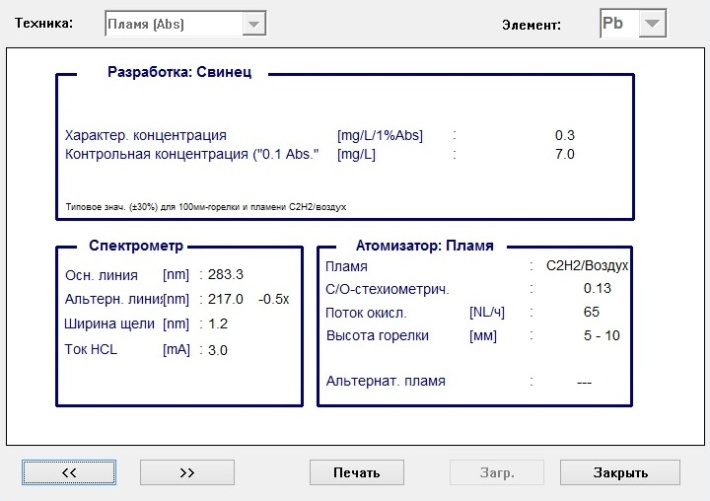 Техника: Пламя (Abs) Элемент: Pb
Разработка: Свинец
Характер. концентрация [mg/L/1%Abs] : 0.3
Контрольная концентрация ("0.1 Abs." [mg/L] : 7.0
Типовое знач. (±30%) для 100мм-горелки и пламени C2H2/воздух
Спектрометр
Осн. линия [nm] : 283.3
Альтерн. линия [nm] : 217.0 -0.5x
Ширина щели [nm] : 1.2
Ток HCL [mA] : 3.0
Атомизатор: Пламя
Пламя : C2H2/Воздух
C/O-стехиометрич. : 0.13
Поток окисл. [NL/ч] : 65
Высота горелки [мм] : 5 - 10
Альтернат. пламя : ---
<< >> Печать Загр. Закрыть